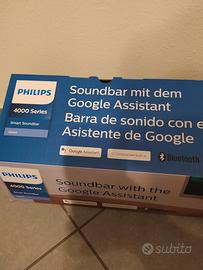 PHILIPS
4000 Series
Smart Soundbar
Soundbar mit dem
Google Assistant
Barra de sonido con e
Asistente de Google
Google Assistant
Bluetooth
PHILIPS
4000 Series
Soundbar with the
Google Assistant
subito